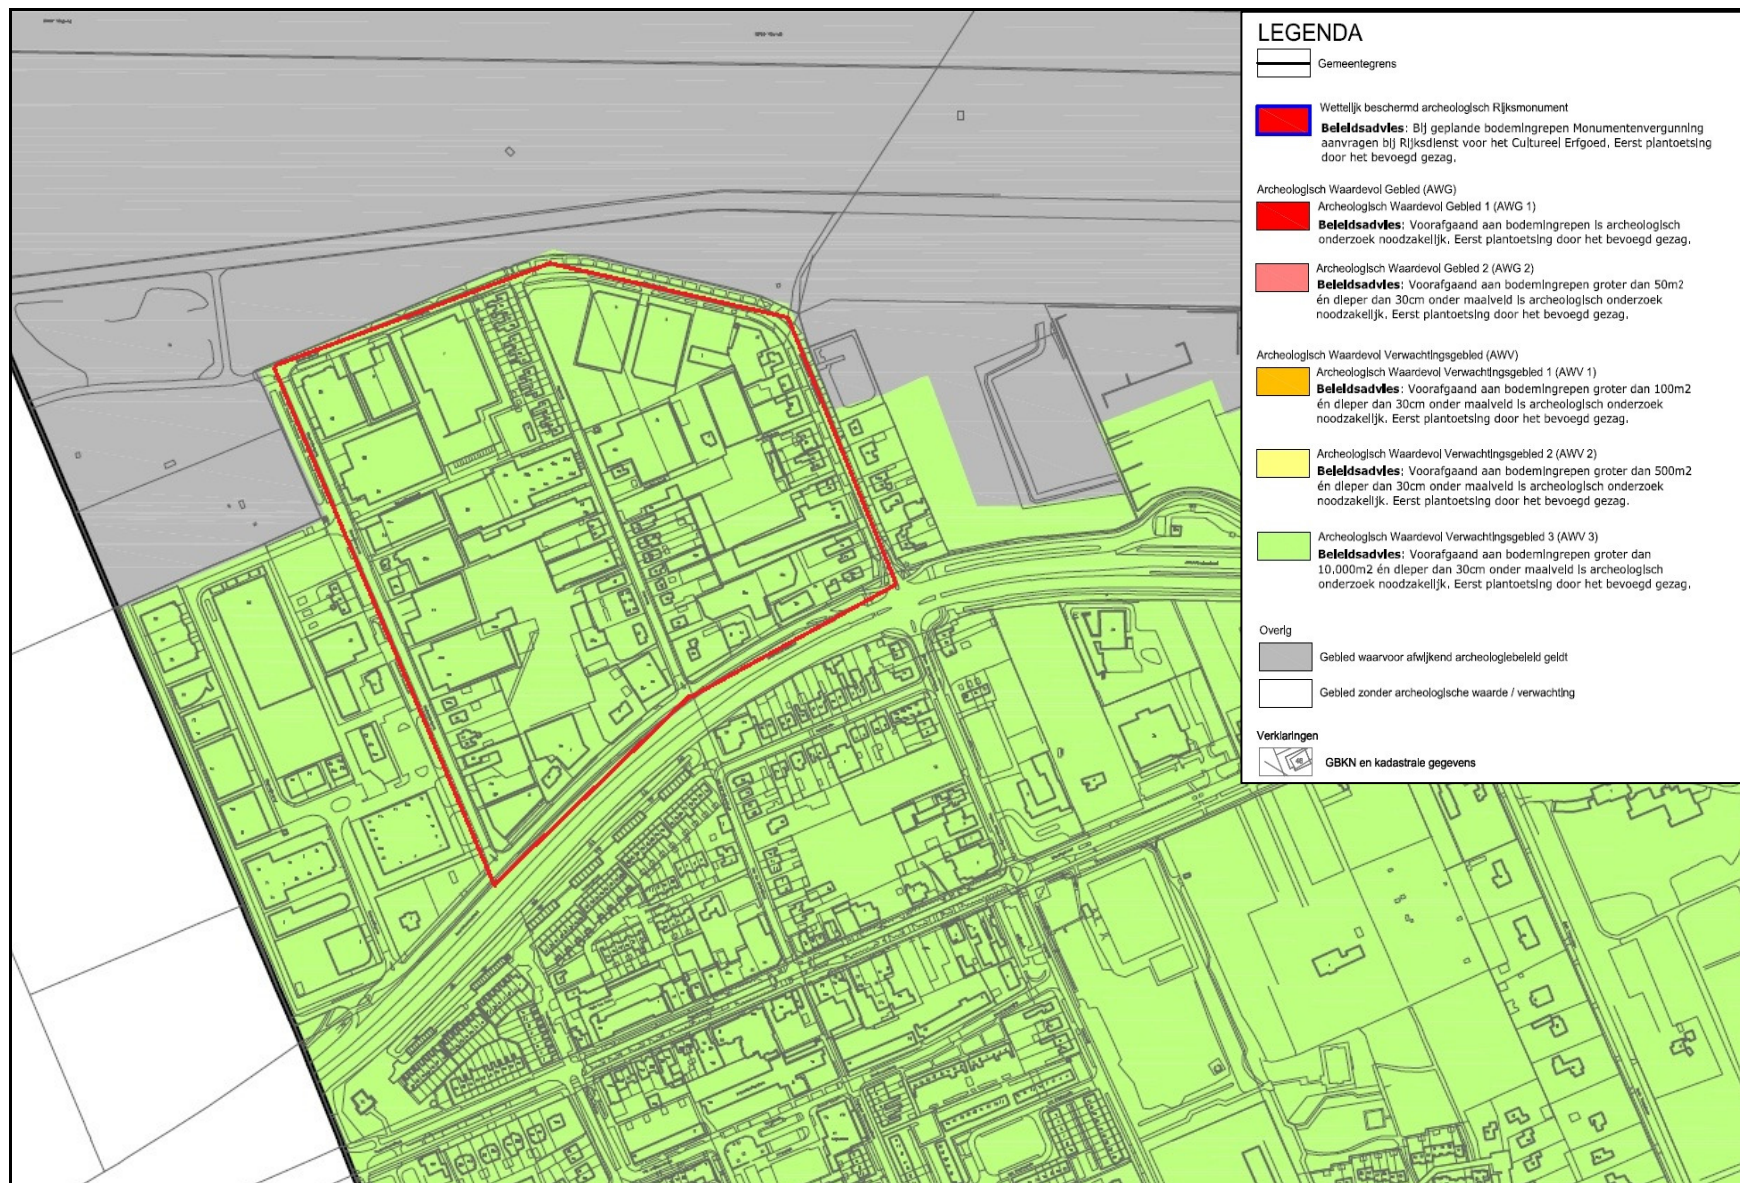 LEGENDA
Gemeentegrens
Wettelijk beschermd archeologisch Rijksmonument
Beleidsadvies: Bij geplande bodemingrepen Monumentenvergunning
aanvragen bij Rijksdienst voor het Cultureel Erfgoed. Eerst plantoetsing
door het bevoegd gezag.
Archeologisch Waardevol Gebied (AWG)
Archeologisch Waardevol Gebied 1 (AWG 1)
Beleidsadvies: Voorafgaand aan bodemingrepen is archeologisch
onderzoek noodzakelijk. Eerst plantoetsing door het bevoegd gezag.
Archeologisch Waardevol Gebied 2 (AWG 2)
Beleidsadvies: Voorafgaand aan bodemingrepen groter dan 50m2
én dieper dan 30cm onder maaiveld is archeologisch onderzoek
noodzakelijk. Eerst plantoetsing door het bevoegd gezag.
Archeologisch Waardevol Verwachtingsgebied (AWV)
Archeologisch Waardevol Verwachtingsgebied 1 (AWV 1)
Beleidsadvies: Voorafgaand aan bodemingrepen groter dan 100m2
én dieper dan 30cm onder maaiveld is archeologisch onderzoek
noodzakelijk. Eerst plantoetsing door het bevoegd gezag.
Archeologisch Waardevol Verwachtingsgebied 2 (AWV 2)
Beleidsadvies: Voorafgaand aan bodemingrepen groter dan 500m2
én dieper dan 30cm onder maaiveld is archeologisch onderzoek
noodzakelijk. Eerst plantoetsing door het bevoegd gezag.
Archeologisch Waardevol Verwachtingsgebied 3 (AWV 3)
Beleidsadvies: Voorafgaand aan bodemingrepen groter dan
10.000m2 én dieper dan 30cm onder maaiveld is archeologisch
onderzoek noodzakelijk. Eerst plantoetsing door het bevoegd gezag.
Overig
Gebied waarvoor afwijkend archeologiebeleid geldt
Gebied zonder archeologische waarde / verwachting
Verklaringen
GBKN en kadastrale gegevens